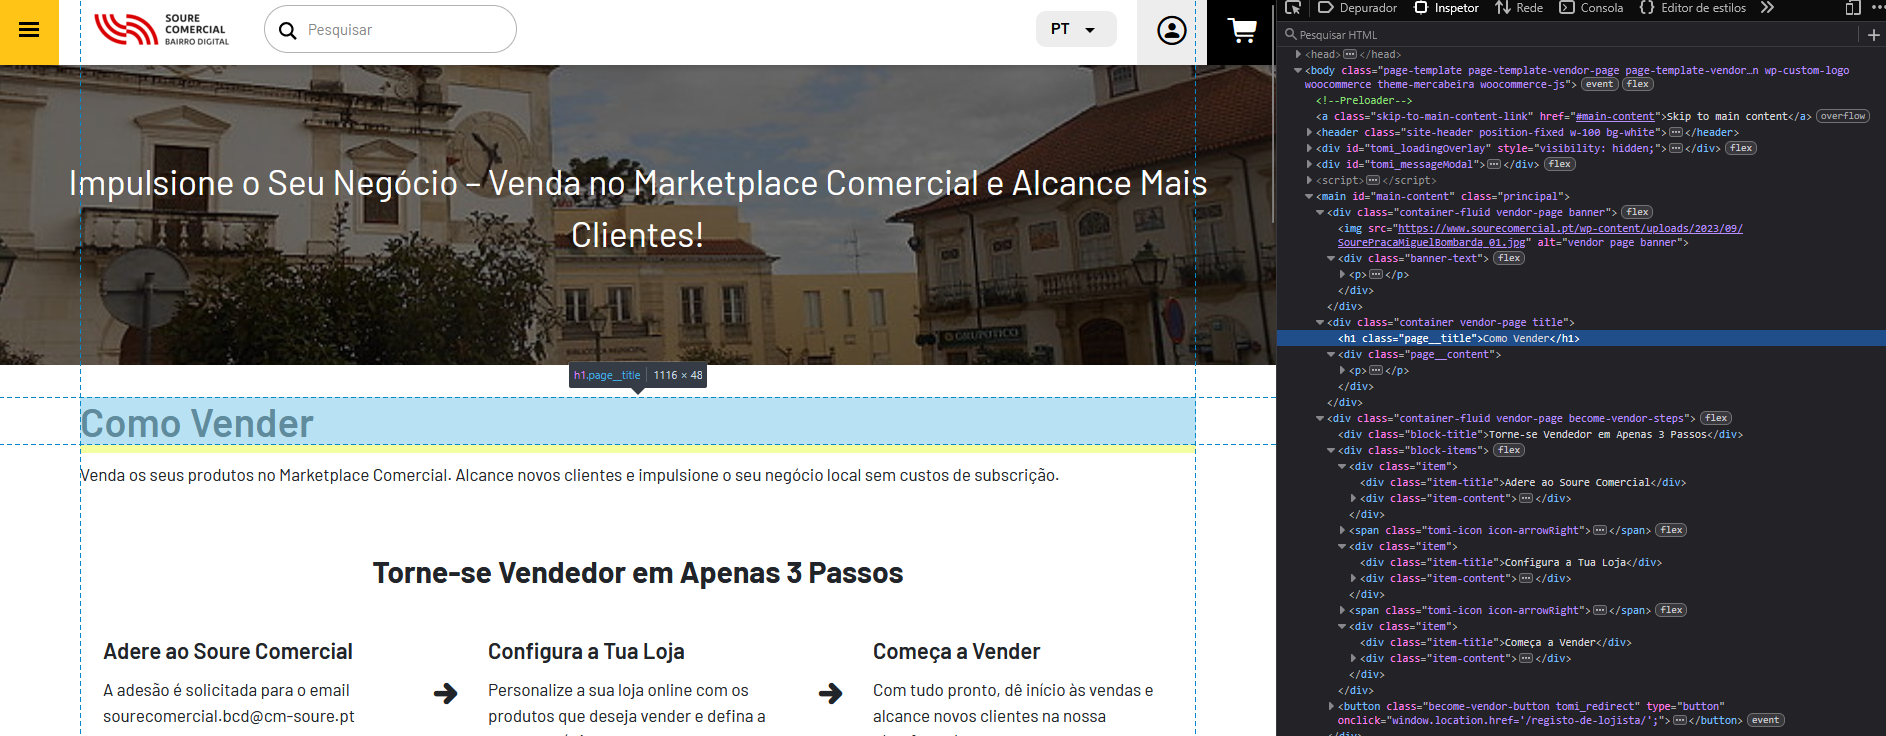 SOURE
COMERCIAL
BAIRRO DIGITAL
Pesquisar
PT
Impulsione o Seu Negócio – Venda no Marketplace Comercial e Alcance Mais
Clientes!
h1.page__title 1116 × 48
Como Vender
Venda os seus produtos no Marketplace Comercial. Alcance novos clientes e impulsione o seu negócio local sem custos de subscrição.
Torne-se Vendedor em Apenas 3 Passos
Adere ao Soure Comercial
A adesão é solicitada para o email
sourecomercial.bcd@cm-soure.pt
Configura a Tua Loja
Personalize a sua loja online com os
produtos que deseja vender e defina a
Começa a Vender
Com tudo pronto, dê início às vendas e
alcance novos clientes na nossa
Depurador Inspetor Rede Consola Editor de estilos
Pesquisar HTML
<head> </head>
<body class="page-template page-template-vendor-page page-template-vendor…n wp-custom-logo
woocommerce theme-mercabeira woocommerce-js"> event flex
<!--Preloader-->
<a class="skip-to-main-content-link" href="#main-content">Skip to main content</a> overflow
<header class="site-header position-fixed w-100 bg-white"> </header>
<div id="tomi_loadingOverlay" style="visibility: hidden;"> </div> flex
<div id="tomi_messageModal"> </div> flex
<script> </script>
<main id="main-content" class="principal">
<div class="container-fluid vendor-page banner"> flex
<img src="https://www.sourecomercial.pt/wp-content/uploads/2023/09/
SourePracaMiguelBombarda_01.jpg" alt="vendor page banner">
<div class="banner-text"> flex
<p> </p>
</div>
</div>
<div class="container vendor-page title">
<h1 class="page__title">Como Vender</h1>
<div class="page__content">
<p> </p>
</div>
</div>
<div class="container-fluid vendor-page become-vendor-steps"> flex
<div class="block-title">Torne-se Vendedor em Apenas 3 Passos</div>
<div class="block-items"> flex
<div class="item">
<div class="item-title">Adere ao Soure Comercial</div>
<div class="item-content"> </div>
</div>
<span class="tomi-icon icon-arrowRight"> </span> flex
<div class="item">
<div class="item-title">Configura a Tua Loja</div>
<div class="item-content"> </div>
</div>
<span class="tomi-icon icon-arrowRight"> </span> flex
<div class="item">
<div class="item-title">Começa a Vender</div>
<div class="item-content"> </div>
</div>
</div>
<button class="become-vendor-button tomi_redirect" type="button"
onclick="window.location.href='/registo-de-lojista/';"> </button> event